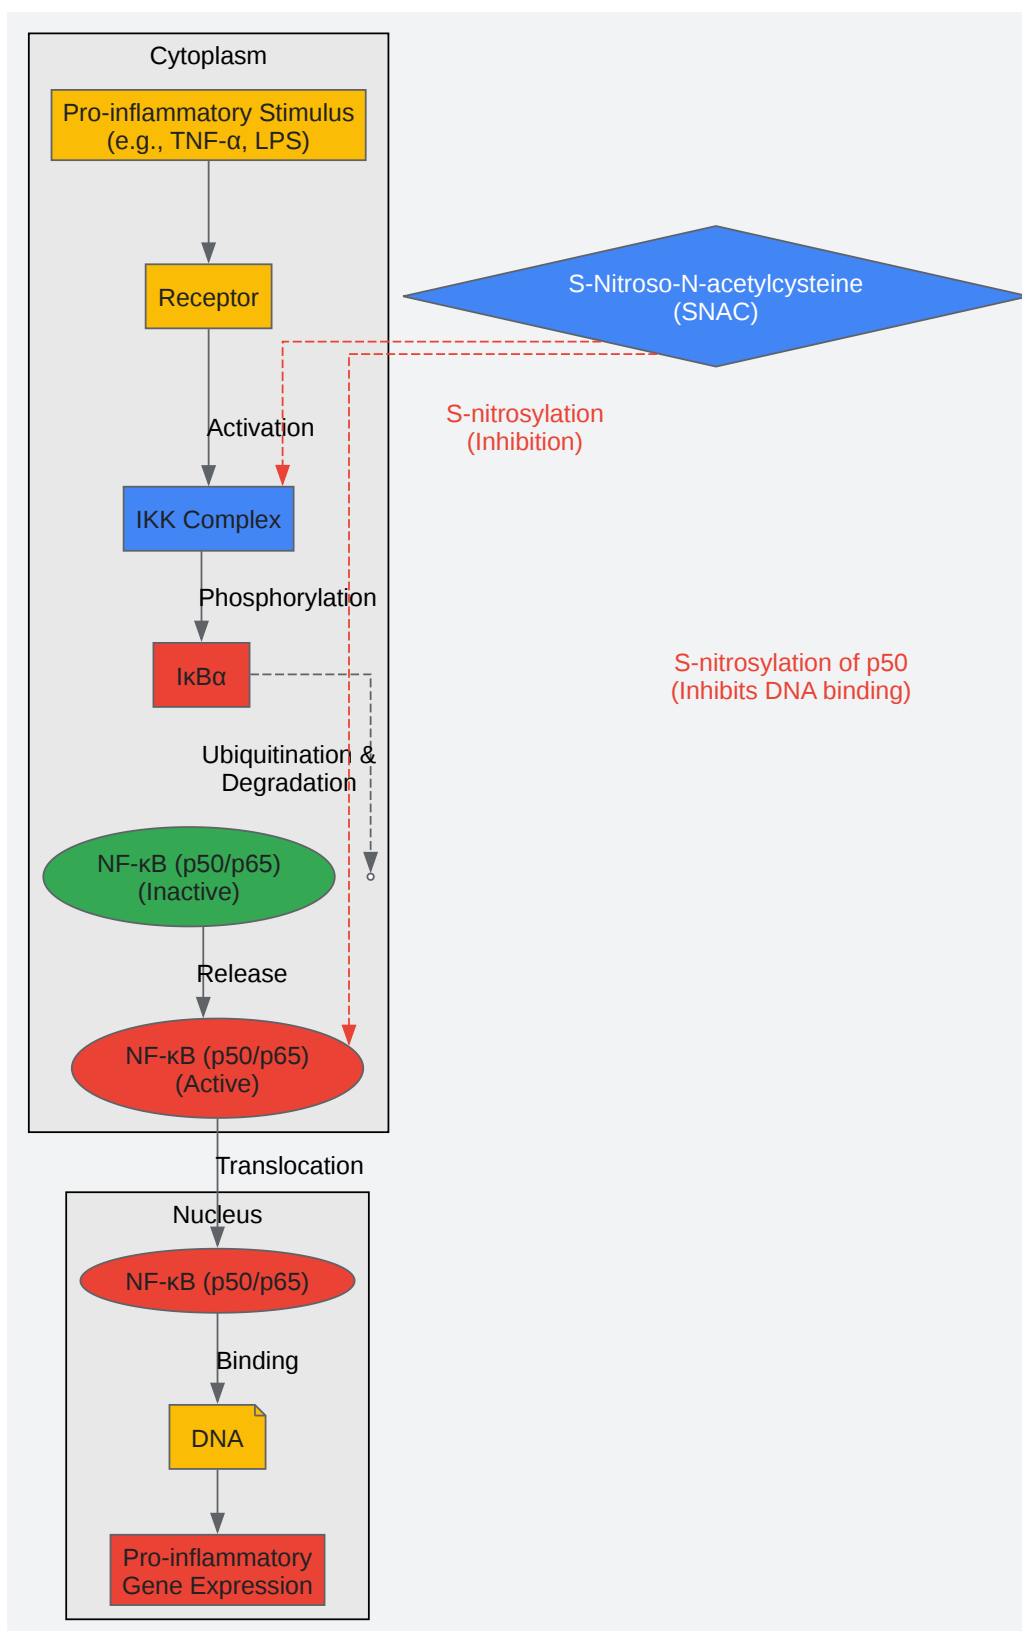 Cytoplasm
Pro-inflammatory Stimulus
(e.g., TNF-α, LPS)
Receptor
S-Nitroso-N-acetylcysteine
(SNAC)
Activation
S-nitrosylation
(Inhibition)
IKK Complex
Phosphorylation
IκBα
S-nitrosylation of p50
(Inhibits DNA binding)
Ubiquitination &
Degradation
NF-κB (p50/p65)
(Inactive)
Release
NF-κB (p50/p65)
(Active)
Translocation
Nucleus
NF-κB (p50/p65)
Binding
DNA
Pro-inflammatory
Gene Expression